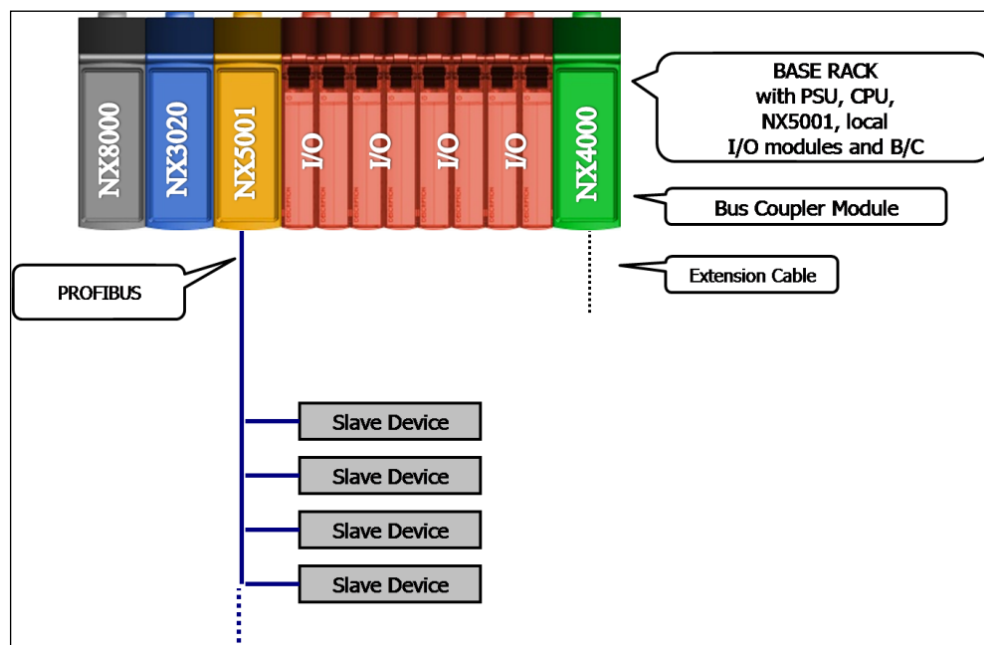 NX8000
NX3020
NX5001
I/O
I/O
I/O
I/O
NX4000
BASE RACK
with PSU, CPU,
NX5001, local
I/O modules and B/C
Bus Coupler Module
Extension Cable
PROFIBUS
Slave Device
Slave Device
Slave Device
Slave Device